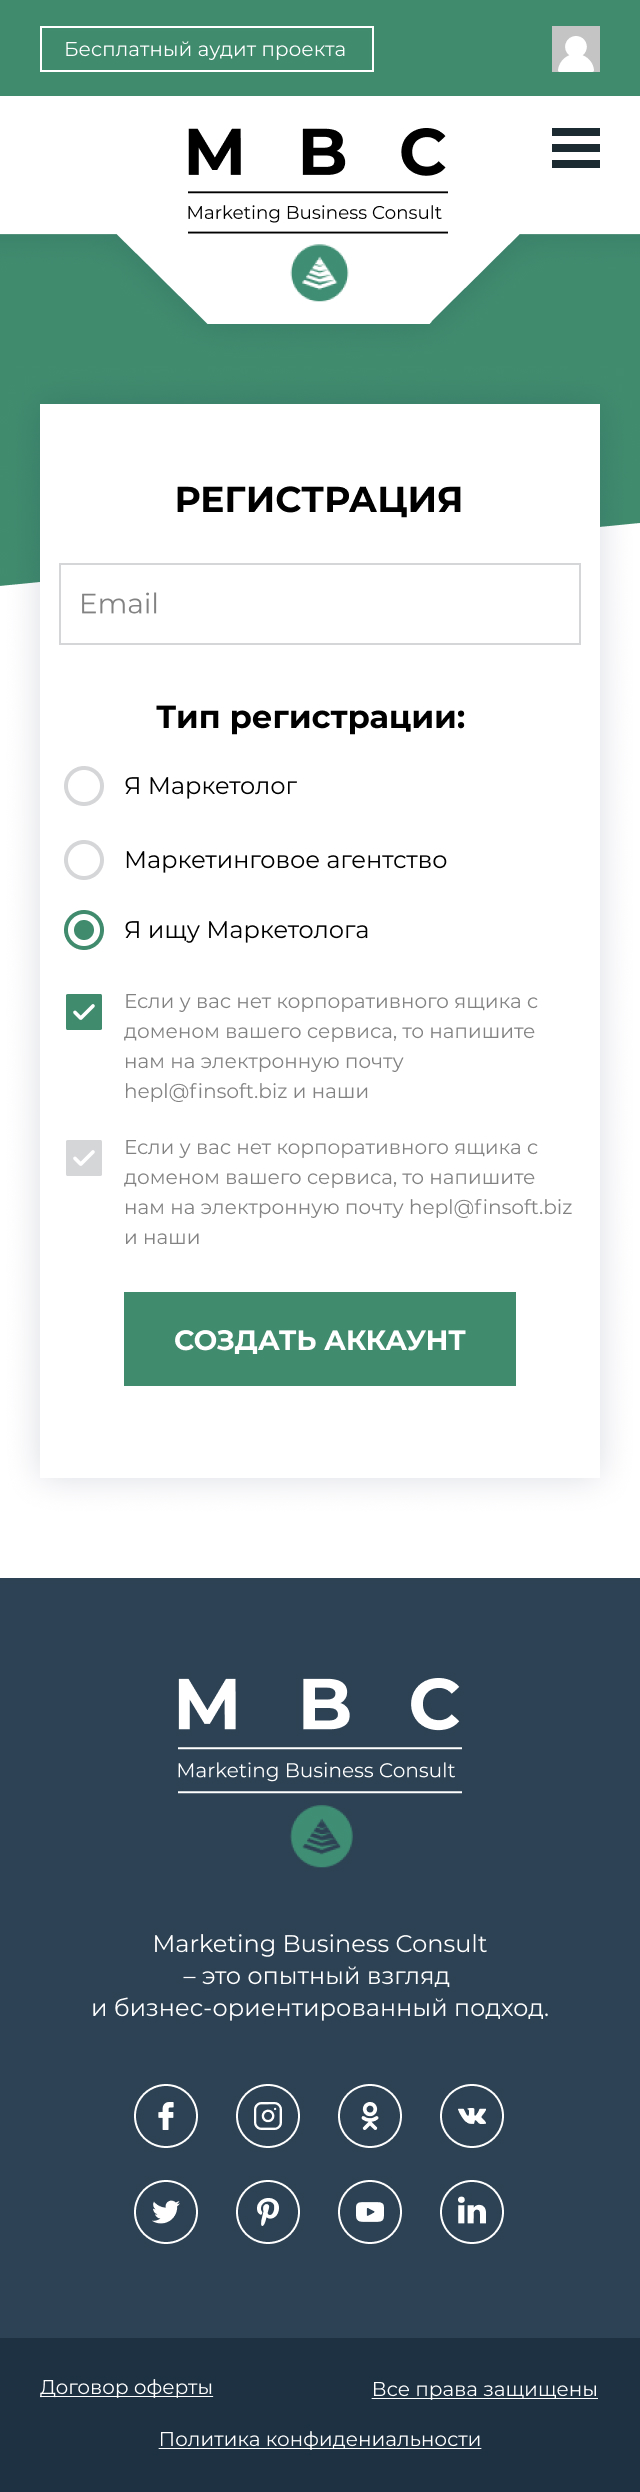 Бесплатный аудит проекта
M B C
Marketing Business Consult
РЕГИСТРАЦИЯ
Email
Тип регистрации:
Я Маркетолог
Маркетинговое агентство
Я ищу Маркетолога
Если у вас нет корпоративного ящика с
доменом вашего сервиса, то напишите
нам на электронную почту
hepl@finsoft.biz и наши
Если у вас нет корпоративного ящика с
доменом вашего сервиса, то напишите
нам на электронную почту hepl@finsoft.biz
и наши
СОЗДАТЬ АККАУНТ
M B C
Marketing Business Consult
Marketing Business Consult
– это опытный взгляд
и бизнес-ориентированный подход.
Договор оферты
Все права защищены
Политика конфидениальности